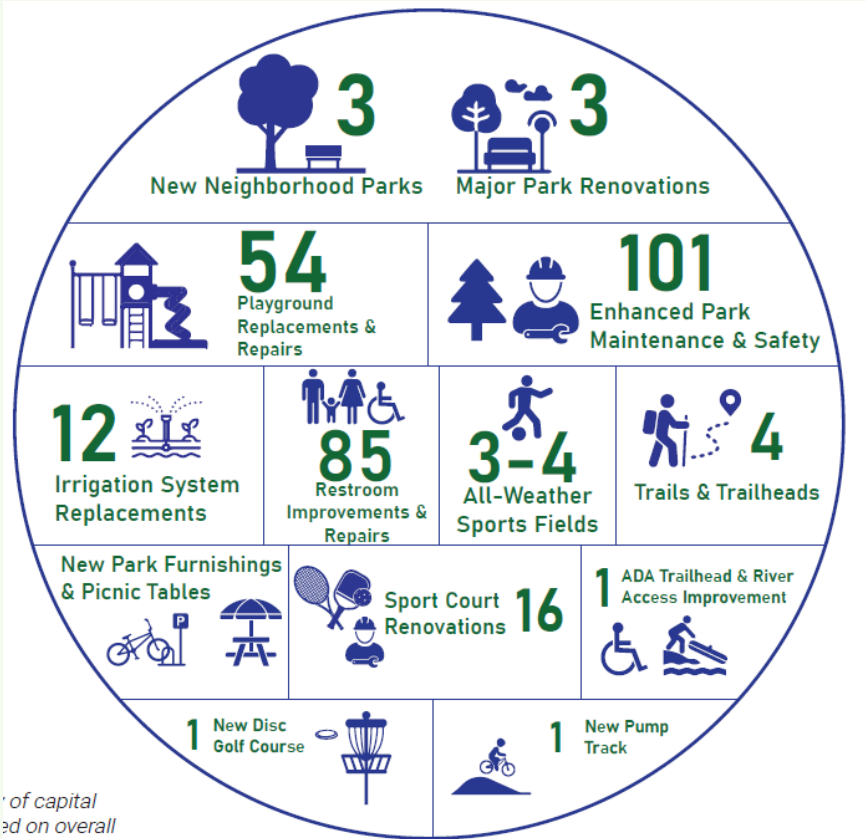 3
New Neighborhood Parks
3
Major Park Renovations
54
Playground
Replacements &
Repairs
101
Enhanced Park
Maintenance & Safety
12
Irrigation System
Replacements
85
Restroom
Improvements &
Repairs
3-4
All-Weather
Sports Fields
4
Trails & Trailheads
New Park Furnishings
& Picnic Tables
P
Sport Court
Renovations
16
1
ADA Trailhead & River
Access Improvement
1
New Disc
Golf Course
1
New Pump
Track
of capital
on overall